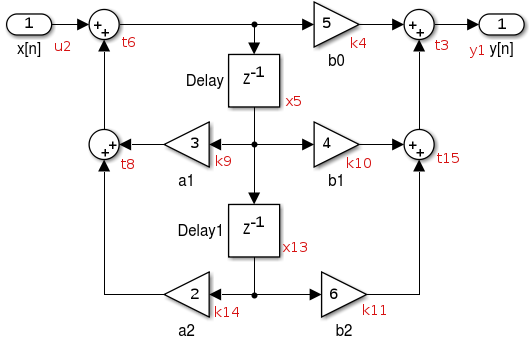 1 + 5 + 1
x[n] u2 t6 k4 t3 y1 y[n]
b0
Delay z-1
x5
+ + 3 4 + +
t8 k9 k10 t15
a1 b1
Delay1 z-1
x13
2 6
k14 k11
a2 b2